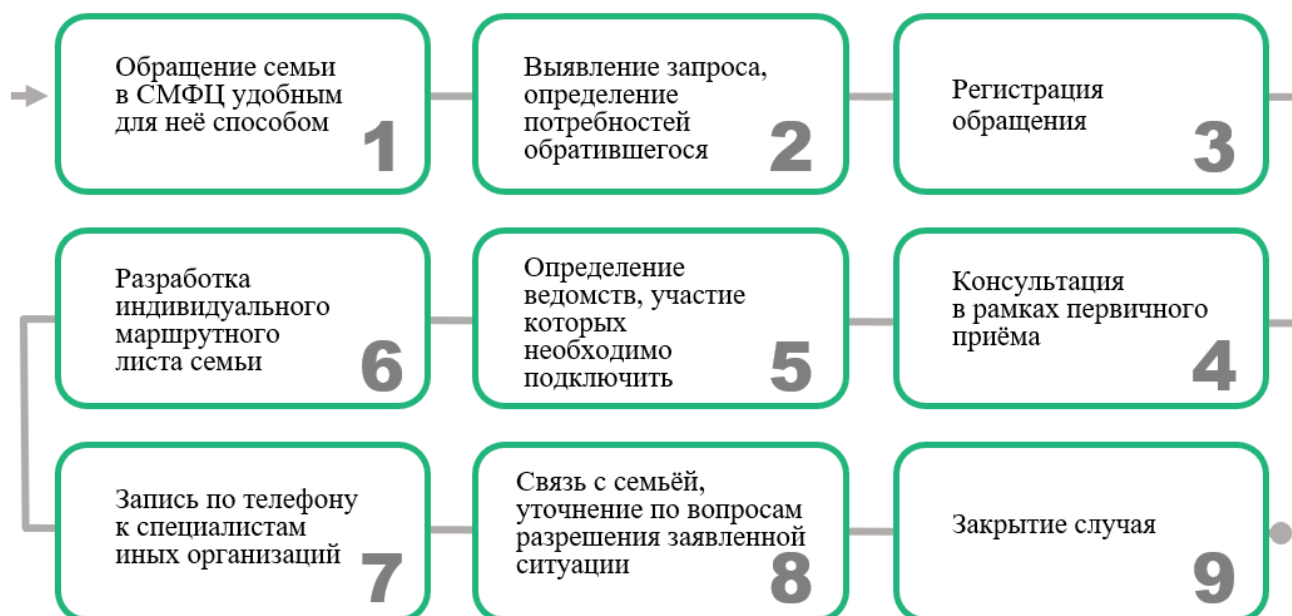 Обращение семьи
в СМФЦ удобным
для неё способом
1
Выявление запроса,
определение
потребностей
обратившегося
2
Регистрация
обращения
3
Консультация
в рамках первичного
приёма
4
Определение
ведомств, участие
которых
необходимо
подключить
5
Разработка
индивидуального
маршрутного
листа семьи
6
Запись по телефону
к специалистам
иных организаций
7
Связь с семьёй,
уточнение по вопросам
разрешения заявленной
ситуации
8
Закрытие случая
9